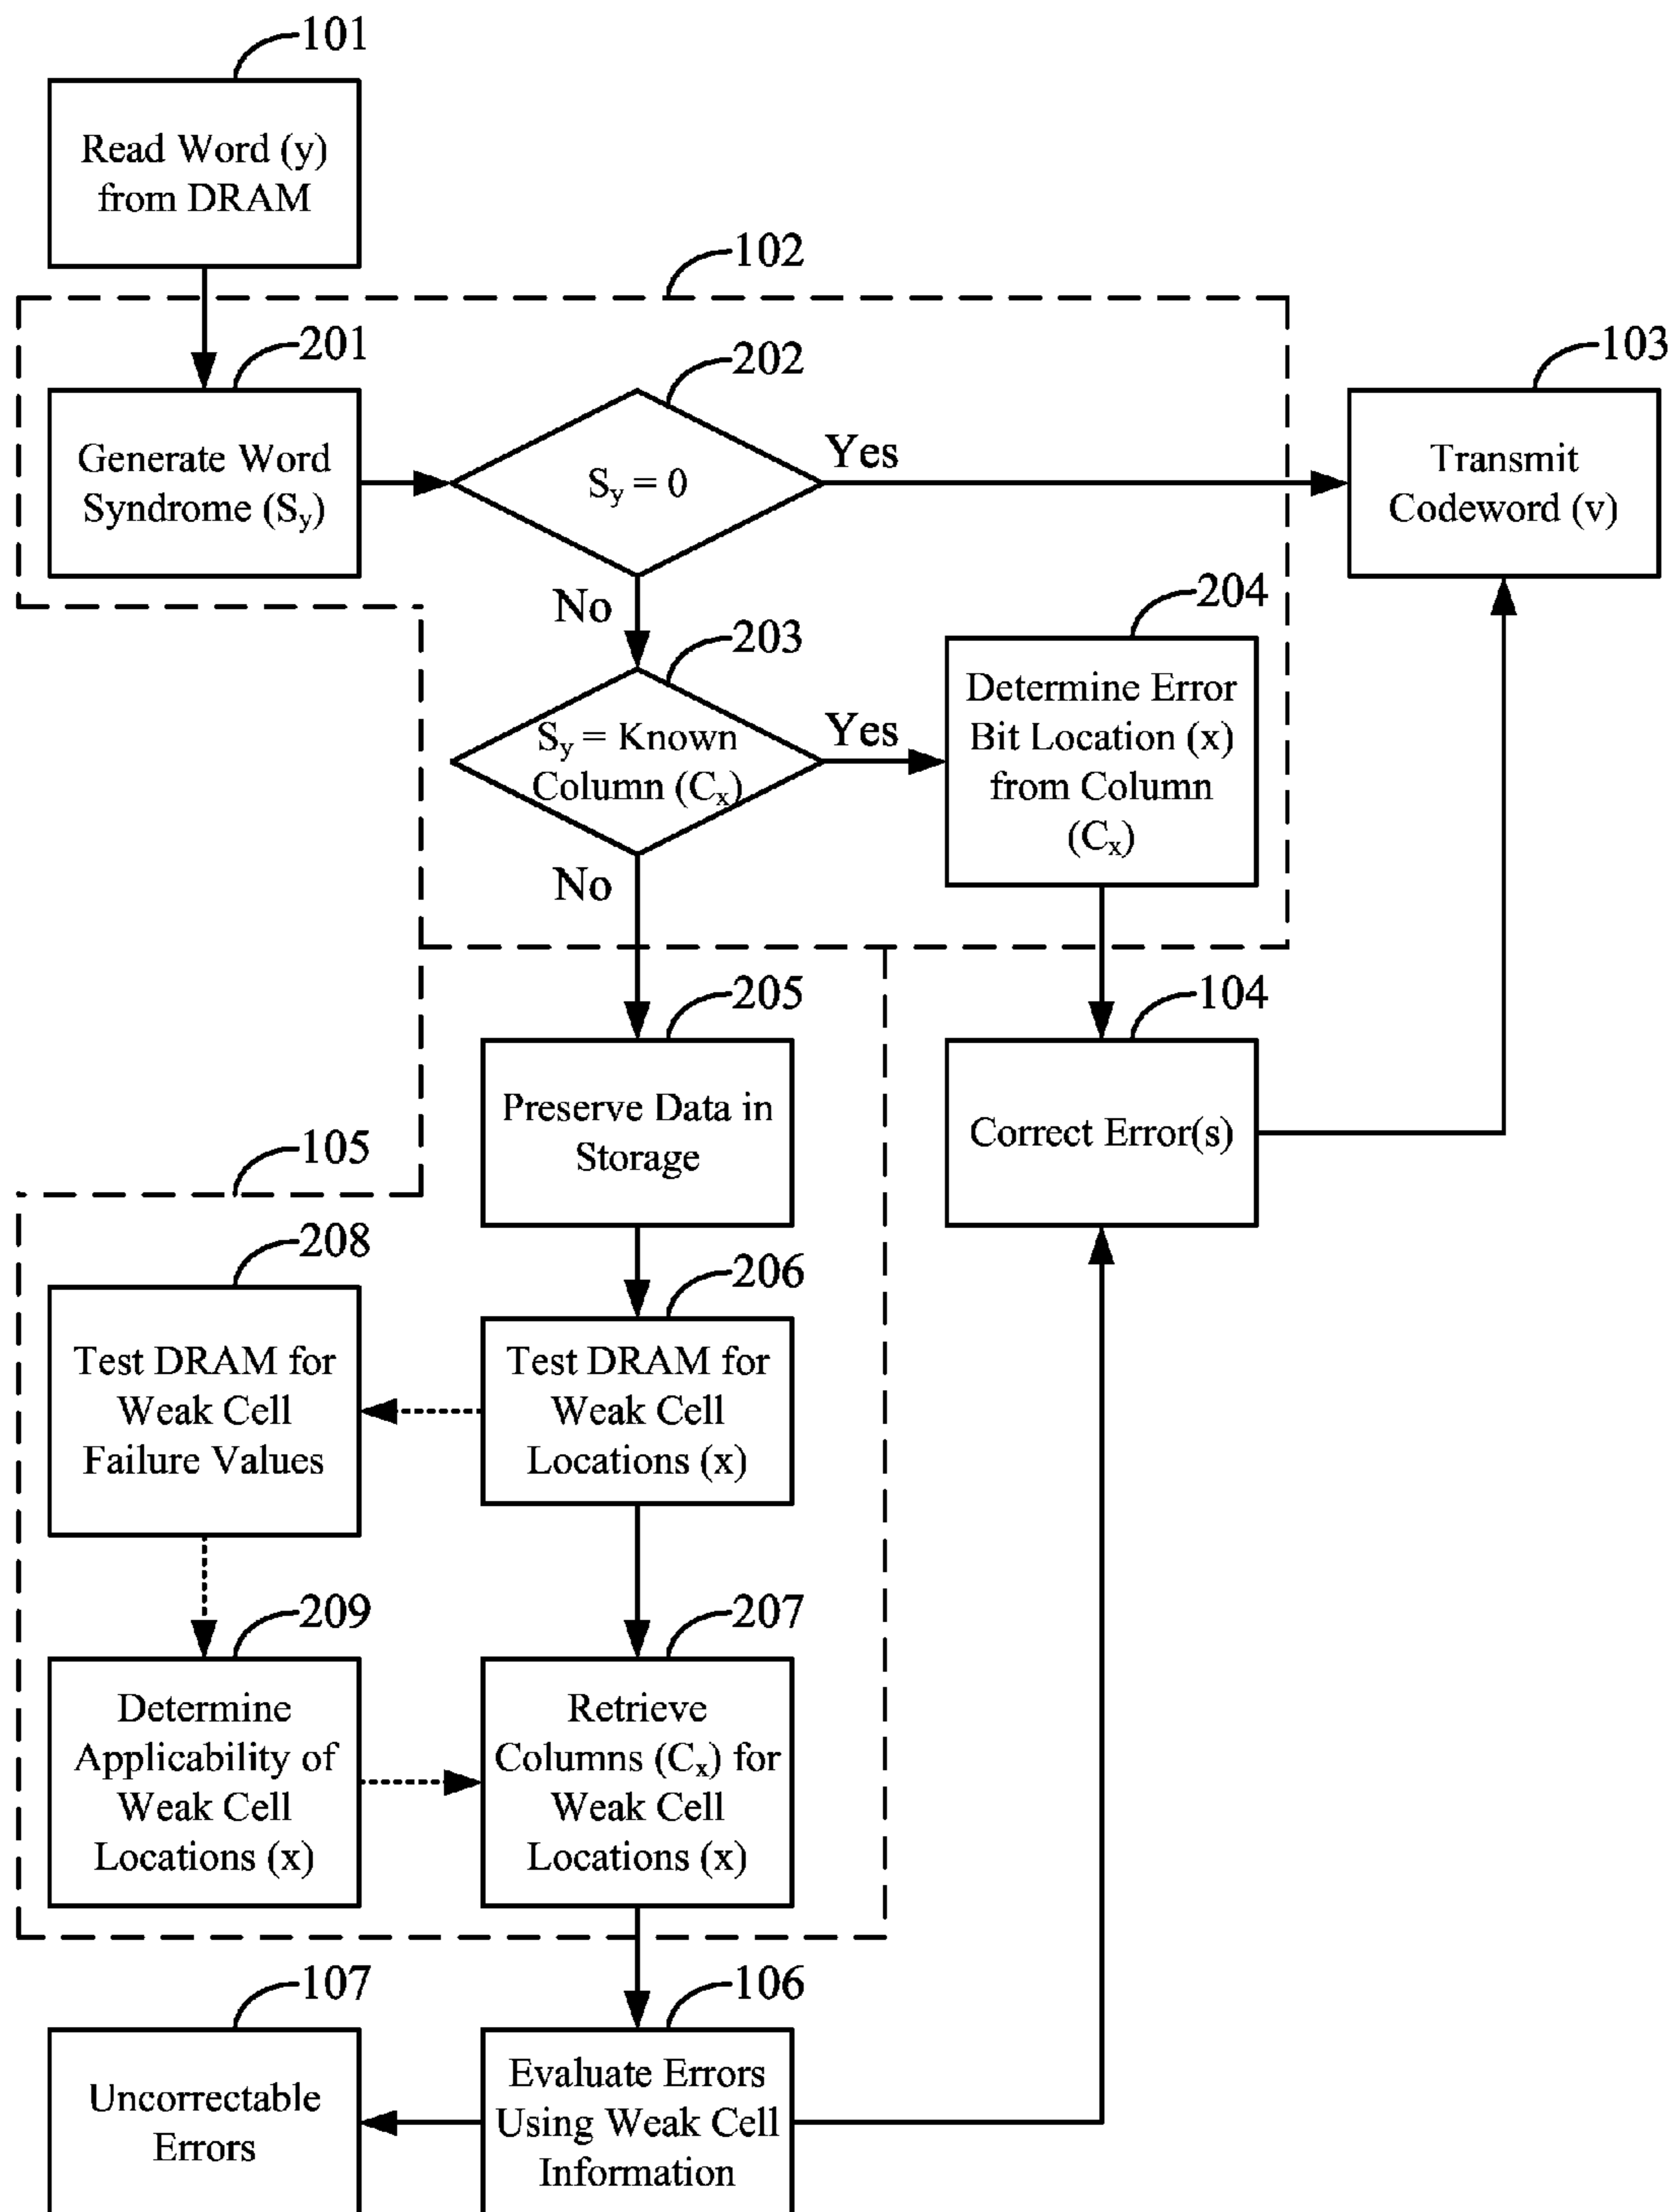 101
Read Word (y)
from DRAM
102
201
Generate Word
Syndrome (Sy)
202
Sy = 0
Yes
103
Transmit
Codeword (v)
No
203
Sy = Known
Column (Cx)
Yes
204
Determine Error
Bit Location (x)
from Column
(Cx)
No
205
Preserve Data in
Storage
104
Correct Error(s)
105
208
Test DRAM for
Weak Cell
Failure Values
206
Test DRAM for
Weak Cell
Locations (x)
209
Determine
Applicability of
Weak Cell
Locations (x)
207
Retrieve
Columns (Cx) for
Weak Cell
Locations (x)
107
Uncorrectable
Errors
106
Evaluate Errors
Using Weak Cell
Information